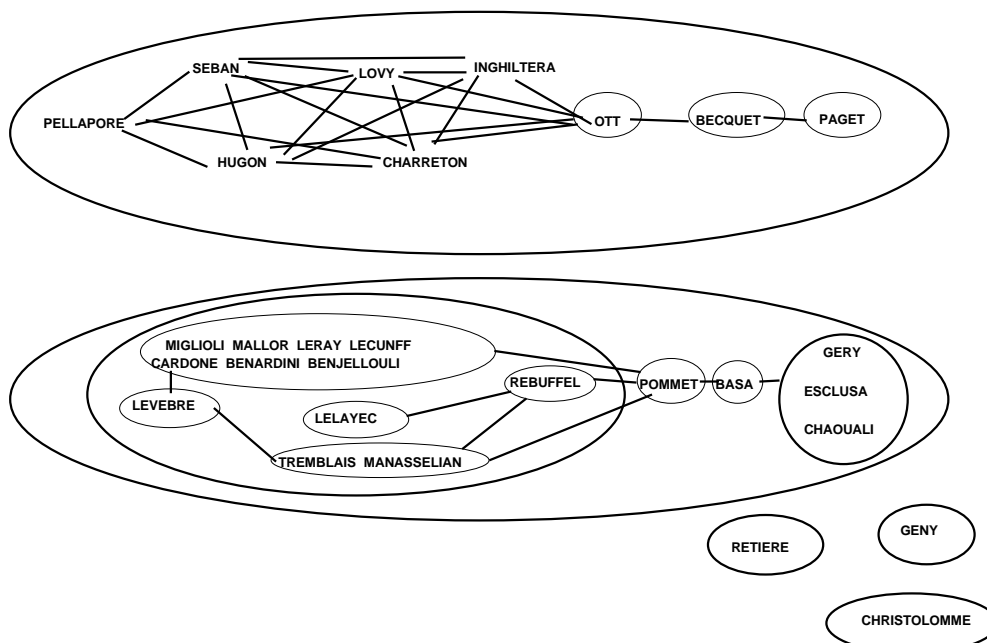 SEBAN
LOVY
INGHILTERA
PELLAPORE
OTT
BECQUET
PAGET
HUGON
CHARRETON
MIGLIOLI MALLOR LERAY LECUNFF
CARDONE BENARDINI BENJELLOULI
GERY
REBUFFEL
POMMET
BASA
ESCLUSA
LEVEBRE
LELAYEC
CHAOUALI
TREMBLAIS MANASSELIAN
RETIERE
GENY
CHRISTOLOMME